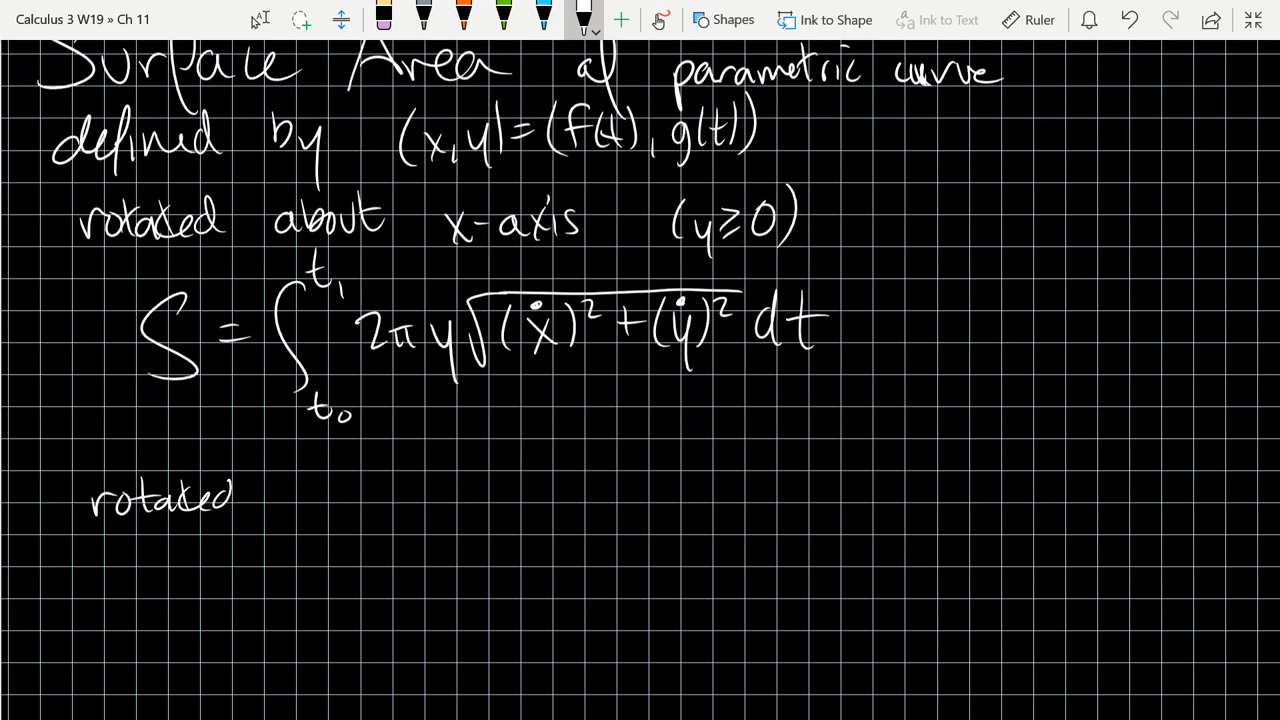 Calculus 3 W19 » Ch 11
Shapes
Ink to Shape
Ink to Text
Ruler
Surface Area of parametric curve
defined by (x,y)=(f(t), g(t))
rotated about x-axis (y≥0)
S = ∫_{t₀}^{t₁} 2πy√((ẋ)² + (ẏ)²) dt
rotated